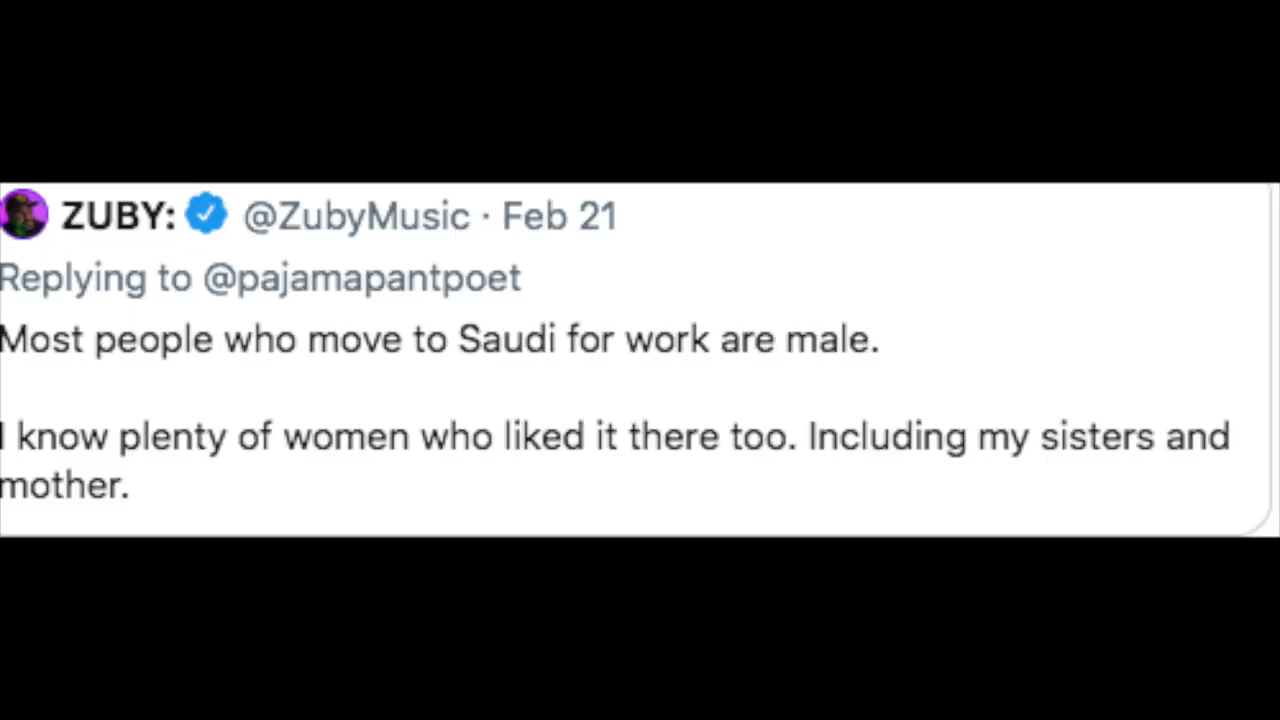 ZUBY: @ZubyMusic · Feb 21
Replying to @pajamapantpoet
Most people who move to Saudi for work are male.
I know plenty of women who liked it there too. Including my sisters and
mother.